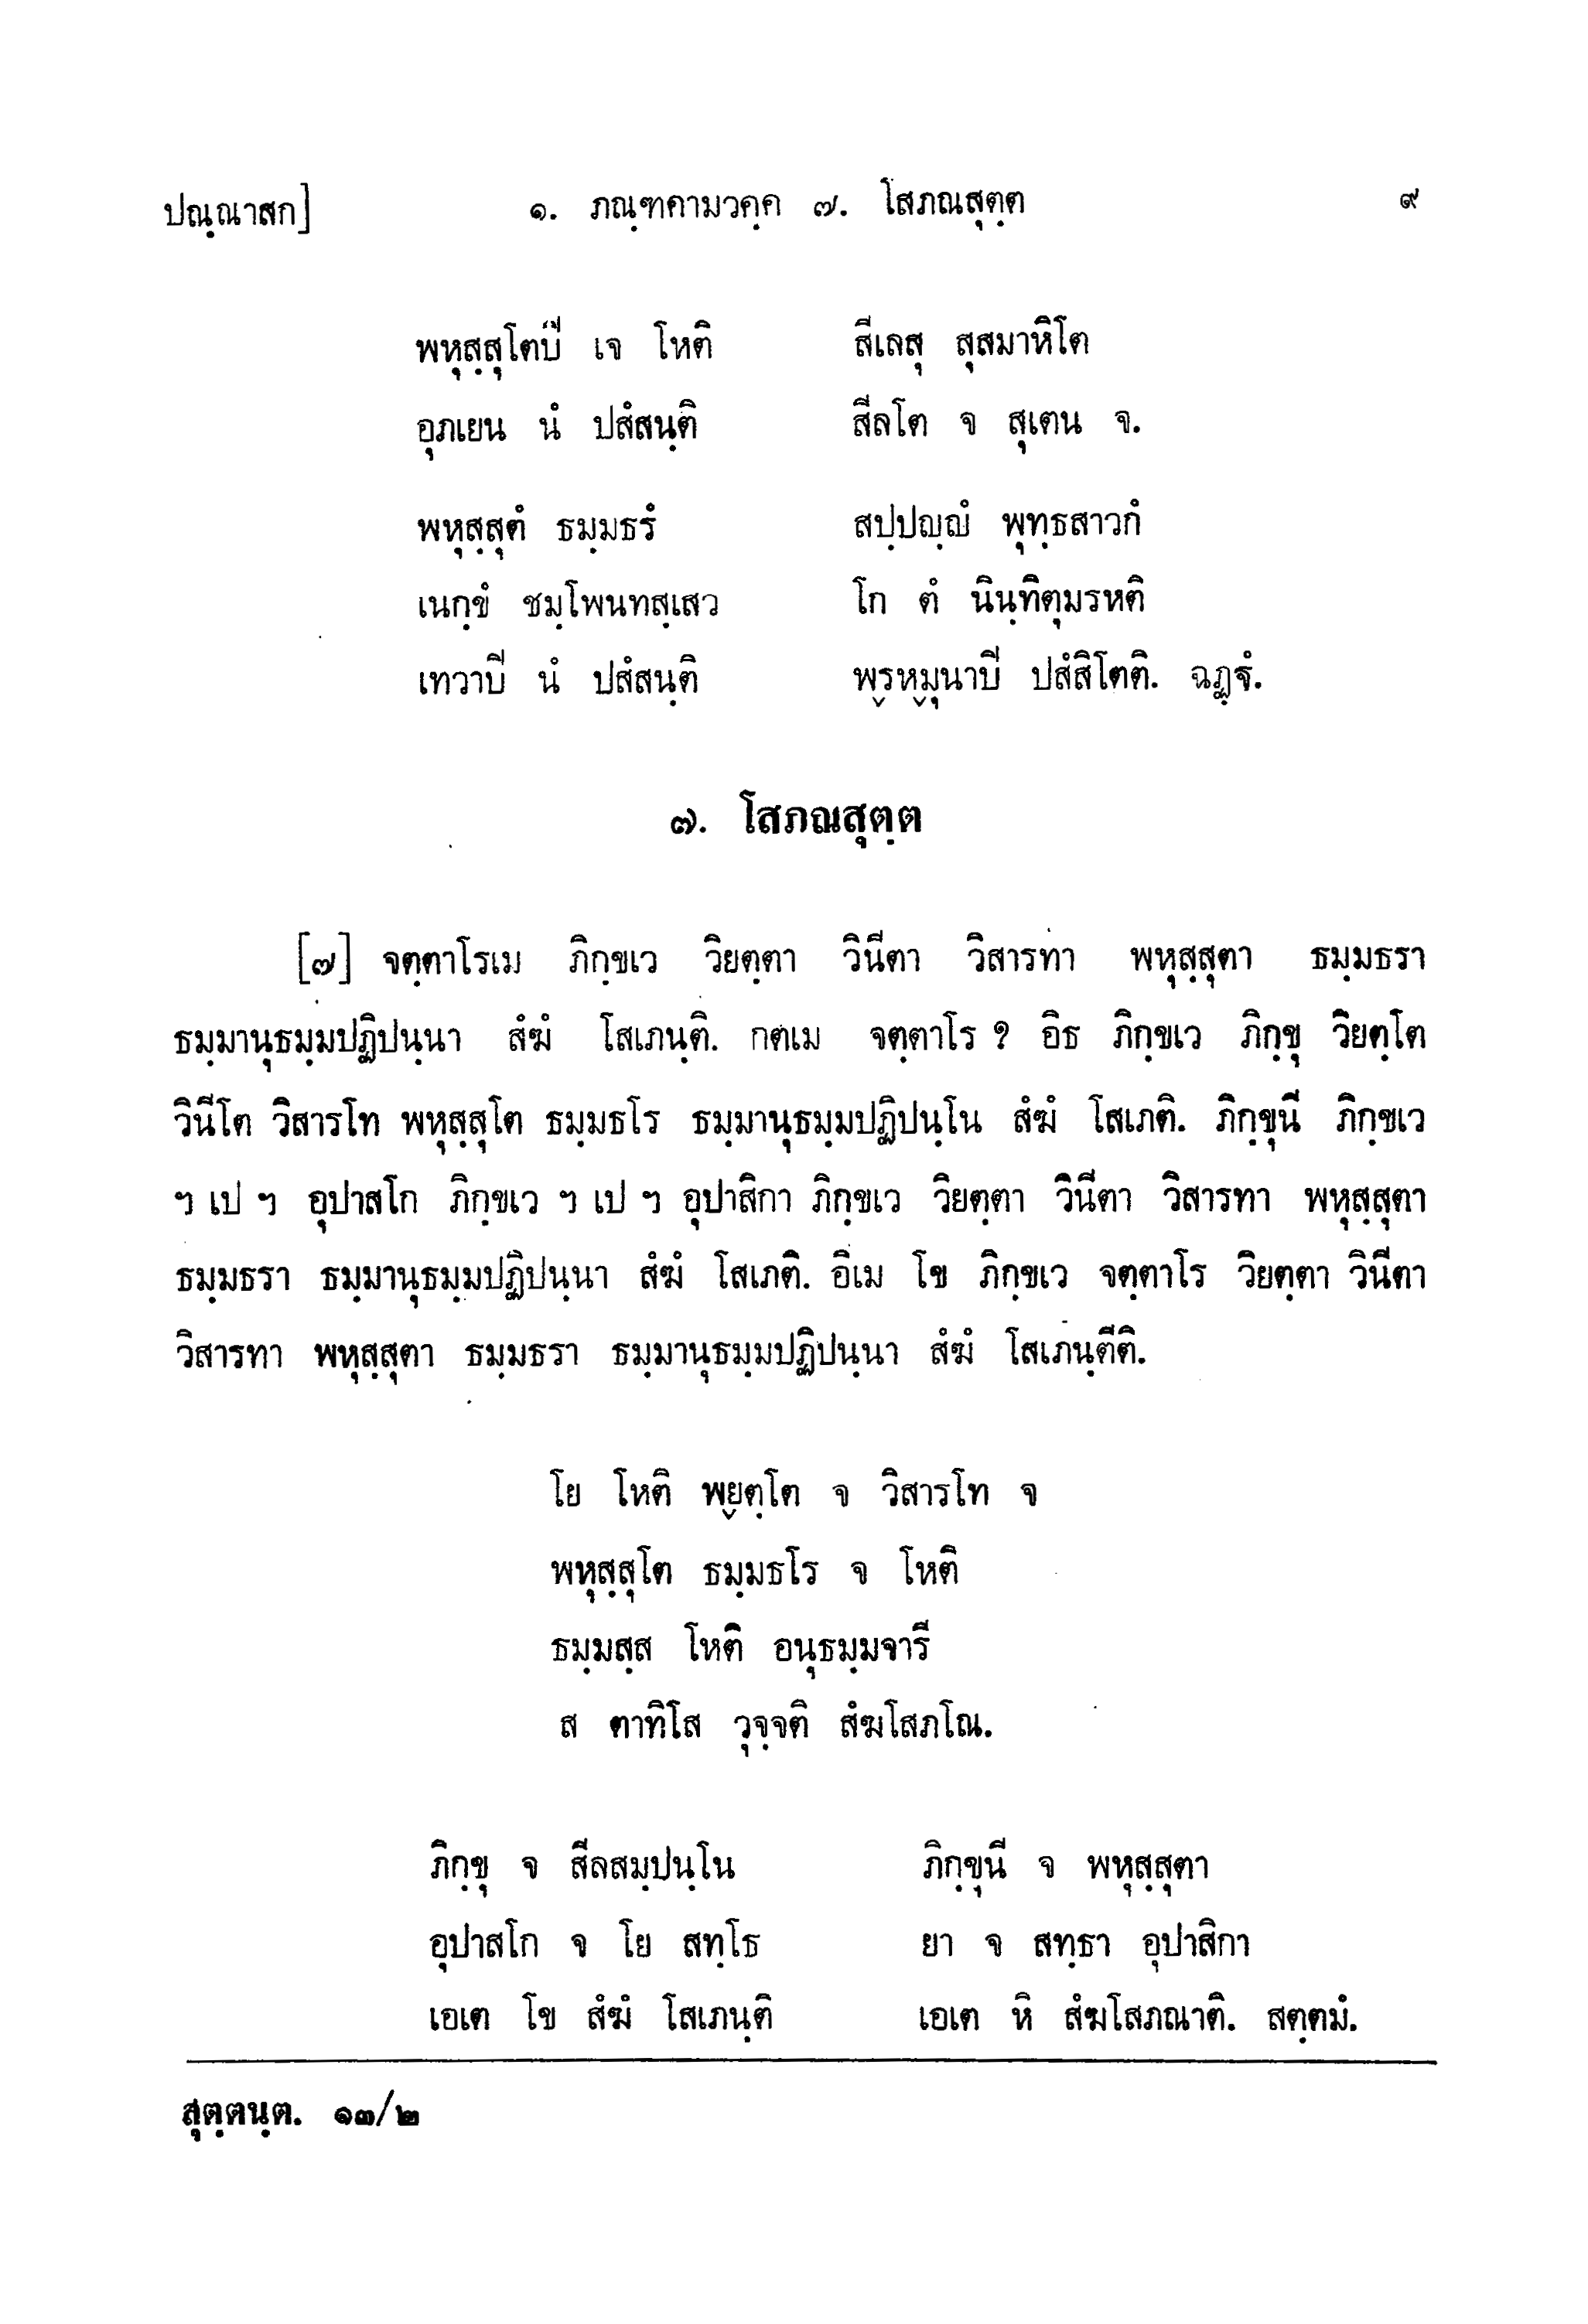 ปณฺณาสก] ๑. ภณฺฑคามวคฺค ๗. โสภณสุตฺต ๙
พหุสฺสุโตปิ เจ โหติ สีเลสุ สุสมาหิโต
อุภเยน นํ ปสํสนฺติ สีลโต จ สุเตน จ.
พหุสฺสุตํ ธมฺมธรํ สปฺปญฺญํ พุทฺธสาวกํ
เนกฺขํ ชมฺโพนทสฺเสว โก ตํ นินฺทิตุมรหติ
เทวาปิ นํ ปสํสนฺติ พฺรหฺมุนาปิ ปสํสิโตติ. ฉฏฺฐํ.
๗. โสภณสุตฺต
[๗] จตฺตาโรเม ภิกฺขเว วิยตฺตา วินีตา วิสารทา พหุสฺสุตา ธมฺมธรา
ธมฺมานุธมฺมปฏิปนฺนา สํฆํ โสเภนฺติ. กตเม จตฺตาโร ? อิธ ภิกฺขเว ภิกฺขุ วิยตฺโต
วินีโต วิสารโท พหุสฺสุโต ธมฺมธโร ธมฺมานุธมฺมปฏิปนฺโน สํฆํ โสเภติ. ภิกฺขุนี ภิกฺขเว
ฯ เป ฯ อุปาสโก ภิกฺขเว ฯ เป ฯ อุปาสิกา ภิกฺขเว วิยตฺตา วินีตา วิสารทา พหุสฺสุตา
ธมฺมธรา ธมฺมานุธมฺมปฏิปนฺนา สํฆํ โสเภติ. อิเม โข ภิกฺขเว จตฺตาโร วิยตฺตา วินีตา
วิสารทา พหุสฺสุตา ธมฺมธรา ธมฺมานุธมฺมปฏิปนฺนา สํฆํ โสเภนฺตีติ.
โย โหติ พฺยตฺโต จ วิสารโท จ
พหุสฺสุโต ธมฺมธโร จ โหติ
ธมฺมสฺส โหติ อนุธมฺมจารี
ส ตาทิโส วุจฺจติ สํฆโสภโณ.
ภิกฺขุ จ สีลสมฺปนฺโน ภิกฺขุนี จ พหุสฺสุตา
อุปาสโก จ โย สทฺโธ ยา จ สทฺธา อุปาสิกา
เอเต โข สํฆํ โสเภนฺติ เอเต หิ สํฆโสภณาติ. สตฺตมํ.
สุตฺตนฺต. ๑๓/๒